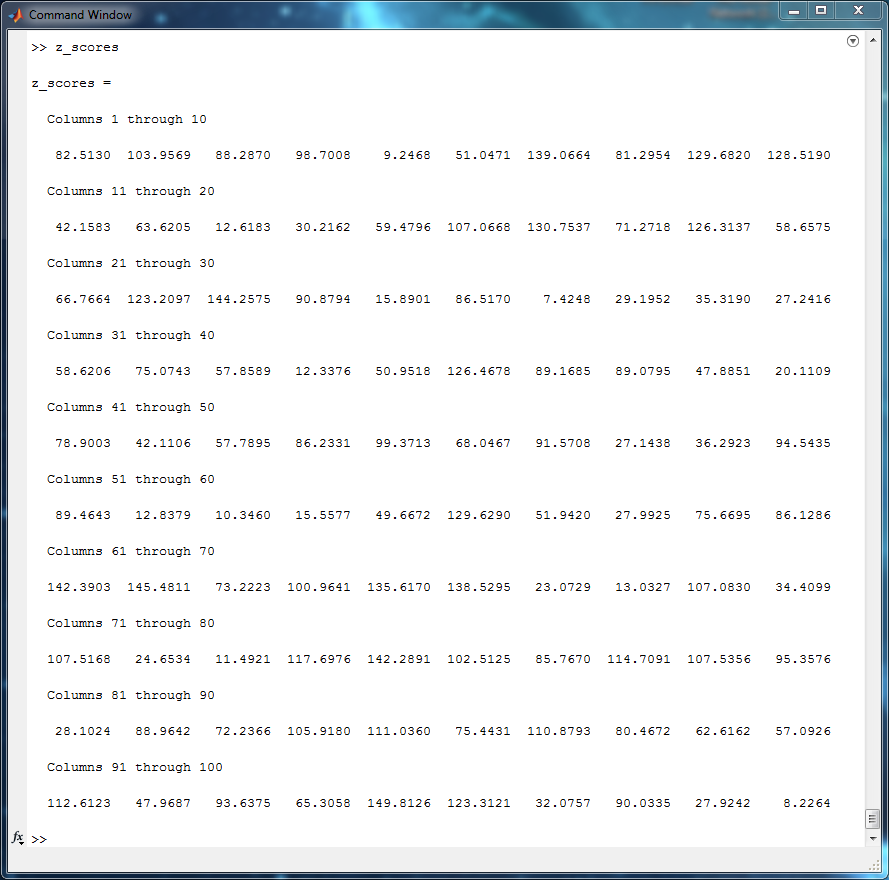 Command Window
>> z_scores
z_scores =
Columns 1 through 10
82.5130 103.9569 88.2870 98.7008 9.2468 51.0471 139.0664 81.2954 129.6820 128.5190
Columns 11 through 20
42.1583 63.6205 12.6183 30.2162 59.4796 107.0668 130.7537 71.2718 126.3137 58.6575
Columns 21 through 30
66.7664 123.2097 144.2575 90.8794 15.8901 86.5170 7.4248 29.1952 35.3190 27.2416
Columns 31 through 40
58.6206 75.0743 57.8589 12.3376 50.9518 126.4678 89.1685 89.0795 47.8851 20.1109
Columns 41 through 50
78.9003 42.1106 57.7895 86.2331 99.3713 68.0467 91.5708 27.1438 36.2923 94.5435
Columns 51 through 60
89.4643 12.8379 10.3460 15.5577 49.6672 129.6290 51.9420 27.9925 75.6695 86.1286
Columns 61 through 70
142.3903 145.4811 73.2223 100.9641 135.6170 138.5295 23.0729 13.0327 107.0830 34.4099
Columns 71 through 80
107.5168 24.6534 11.4921 117.6976 142.2891 102.5125 85.7670 114.7091 107.5356 95.3576
Columns 81 through 90
28.1024 88.9642 72.2366 105.9180 111.0360 75.4431 110.8793 80.4672 62.6162 57.0926
Columns 91 through 100
112.6123 47.9687 93.6375 65.3058 149.8126 123.3121 32.0757 90.0335 27.9242 8.2264
fx >>